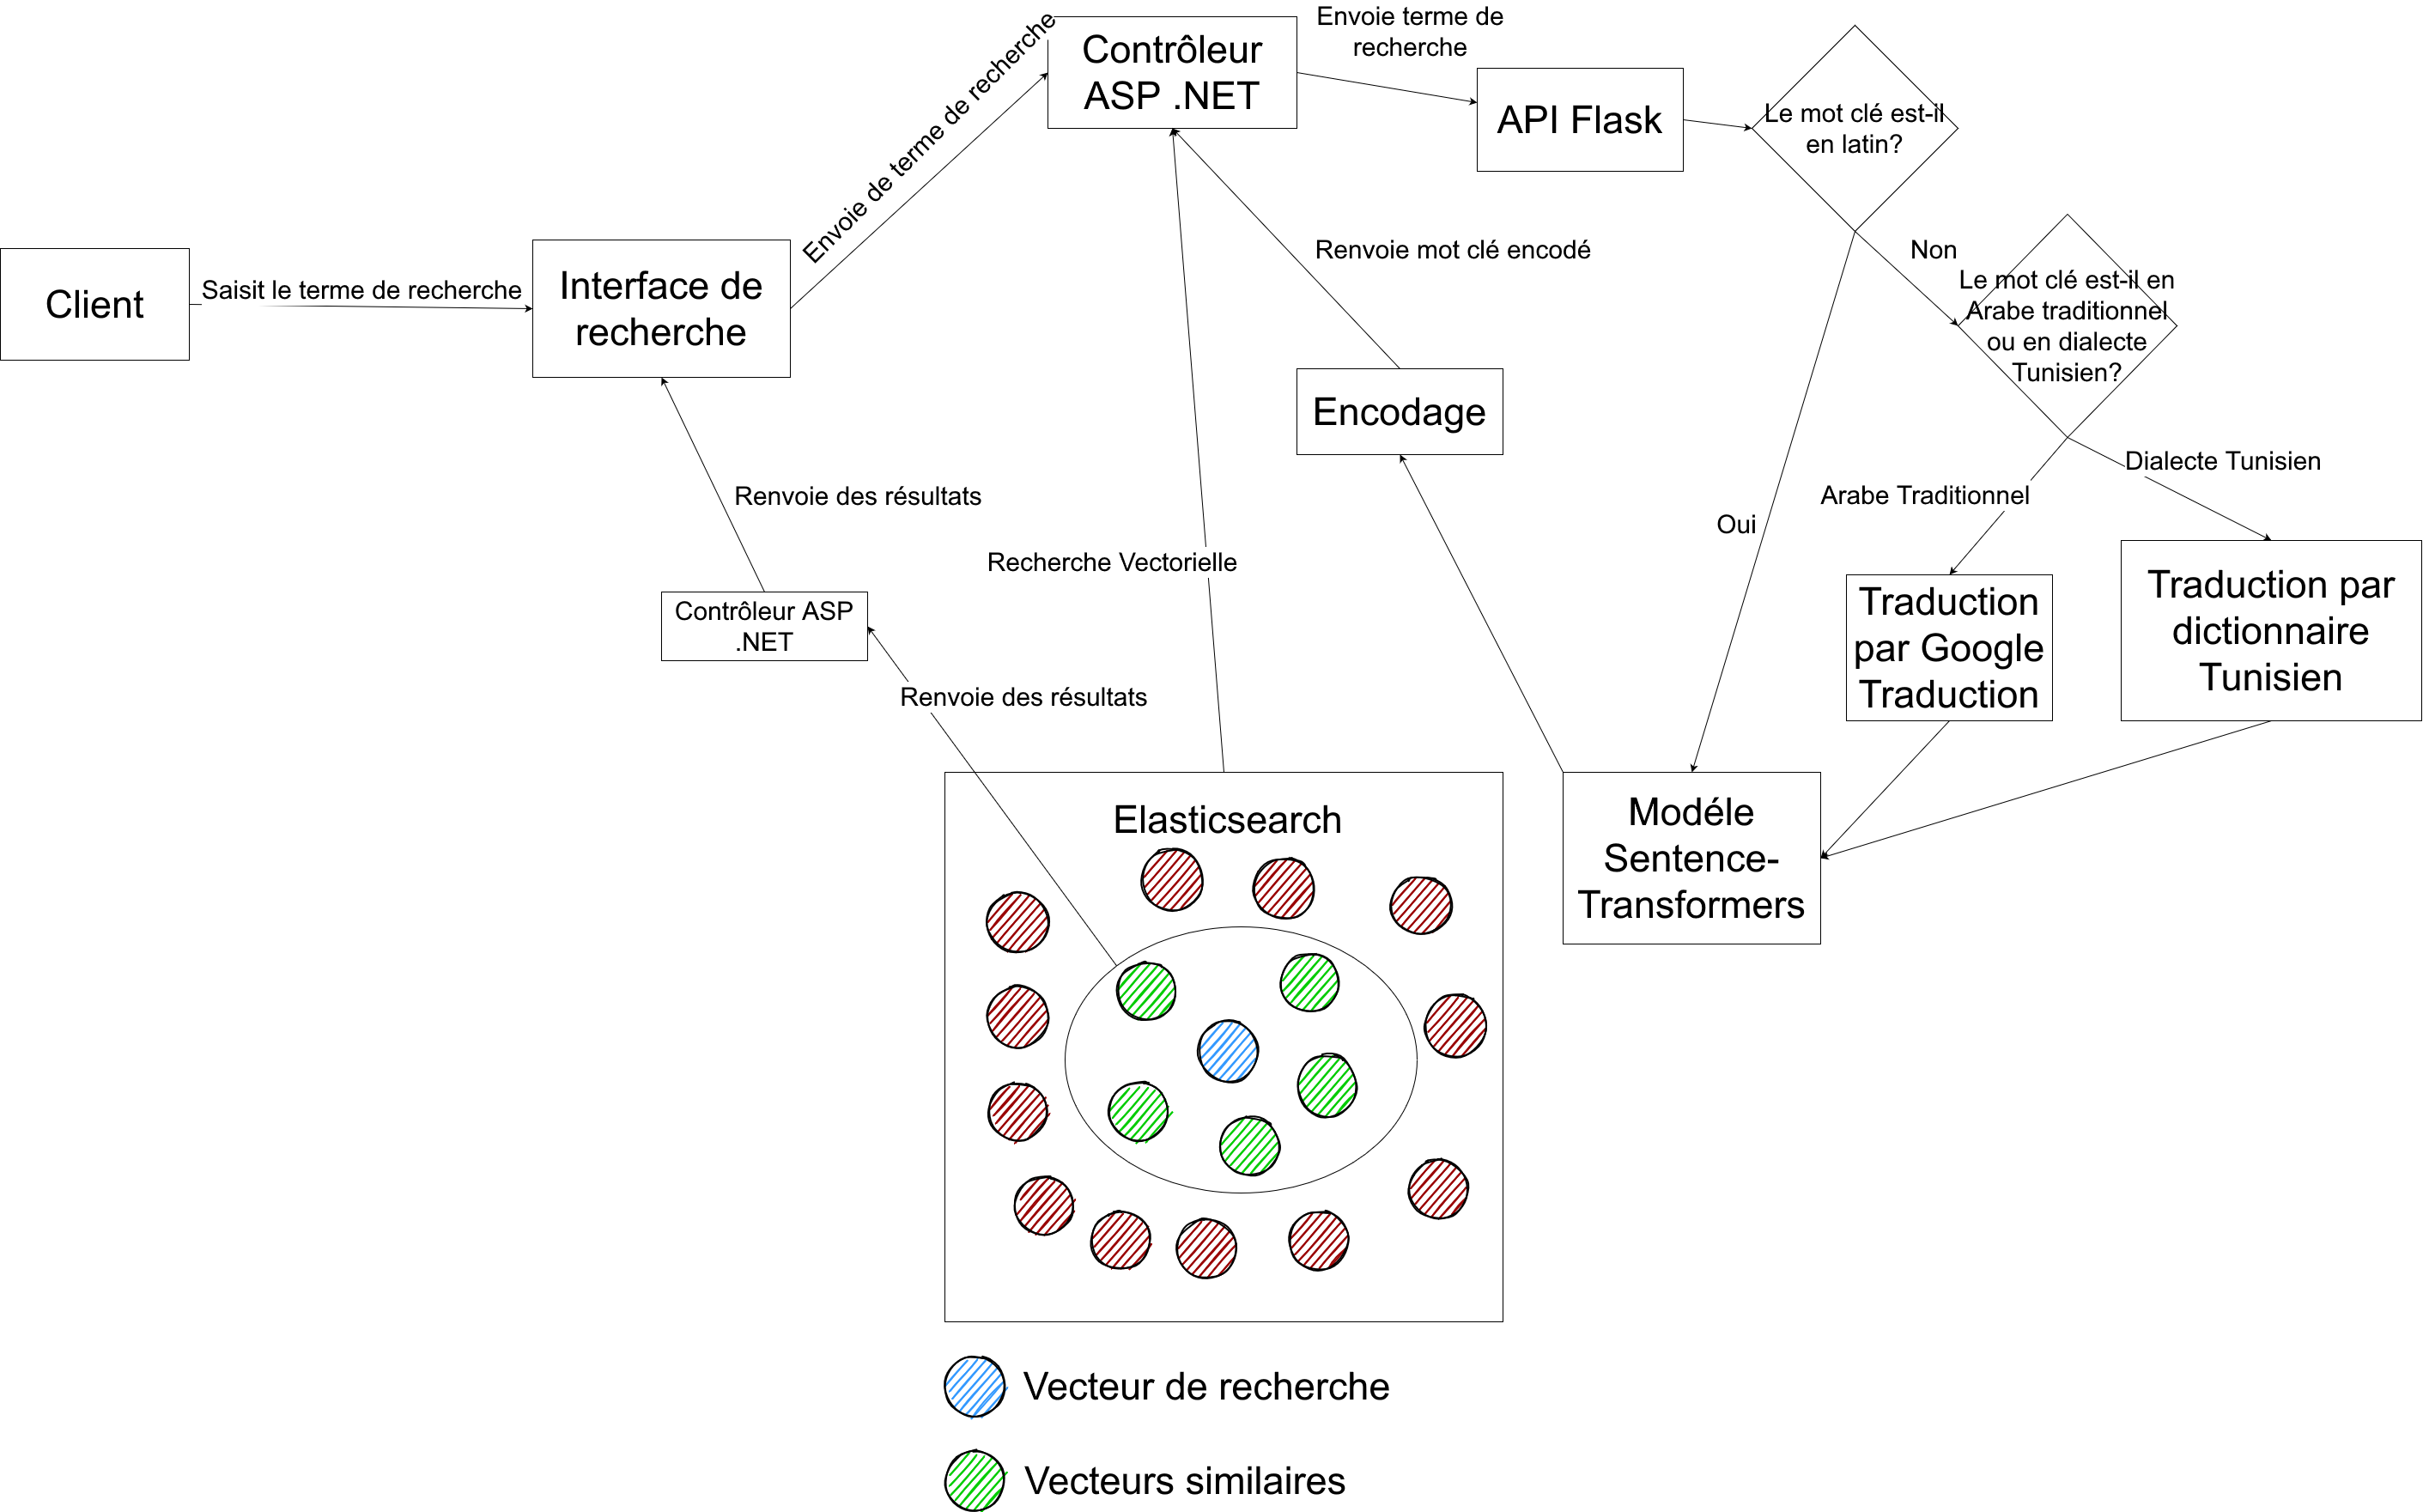 Envoie terme de
recherche
Contrôleur
ASP .NET
Envoie de terme de recherche
API Flask
Le mot clé est-il
en latin?
Client
Saisit le terme de recherche
Interface de
recherche
Renvoie mot clé encodé
Non
Le mot clé est-il en
Arabe traditionnel
ou en dialecte
Tunisien?
Encodage
Dialecte Tunisien
Arabe Traditionnel
Renvoie des résultats
Oui
Recherche Vectorielle
Contrôleur ASP
.NET
Traduction
par Google
Traduction
Traduction par
dictionnaire
Tunisien
Renvoie des résultats
Elasticsearch
Modéle
Sentence-
Transformers
Vecteur de recherche
Vecteurs similaires